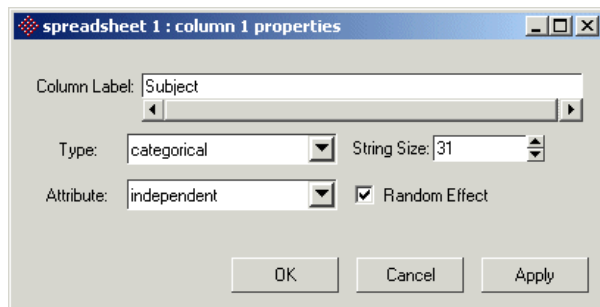 spreadsheet 1 : column 1 properties
Column Label: Subject
Type: categorical String Size: 31
Attribute: independent Random Effect
OK Cancel Apply